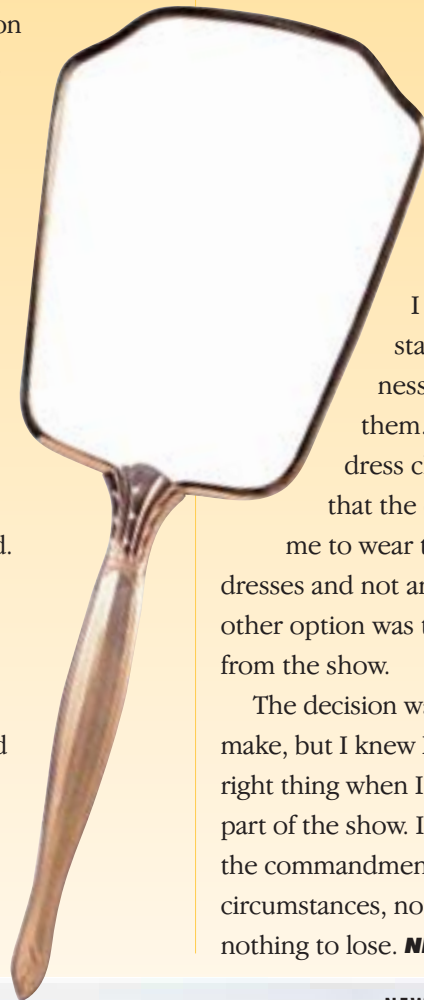 on
d.
d
I
sta
ness
them.
dress c
that the
me to wear t
dresses and not a
other option was t
from the show.
The decision w
make, but I knew
right thing when I
part of the show. I
the commandmen
circumstances, no
nothing to lose.